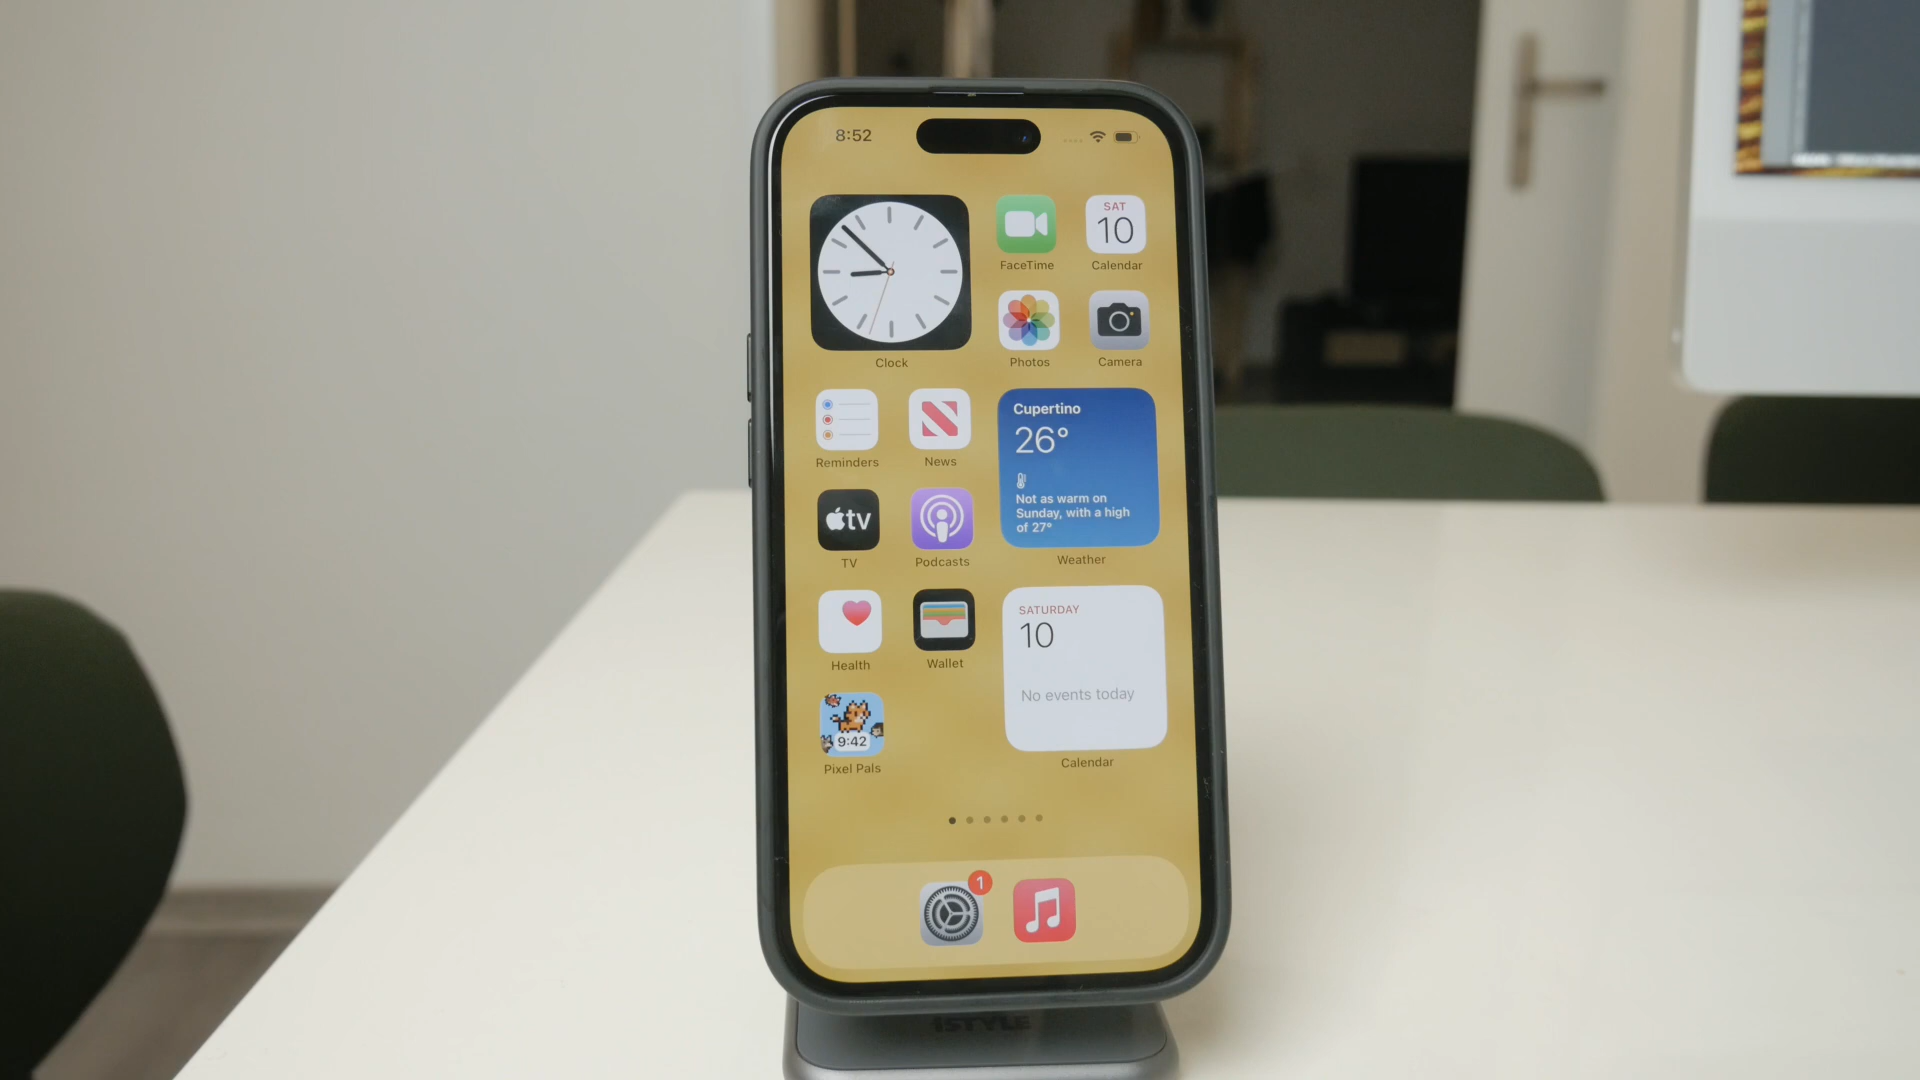 8:52
SAT
10
FaceTime
Calendar
Clock
Photos
Camera
Reminders
News
Cupertino
26°
Not as warm on
Sunday, with a high
of 27°
Weather
tv
TV
Podcasts
Health
Wallet
SATURDAY
10
No events today
Calendar
9:42
Pixel Pals
1
iSTYLE